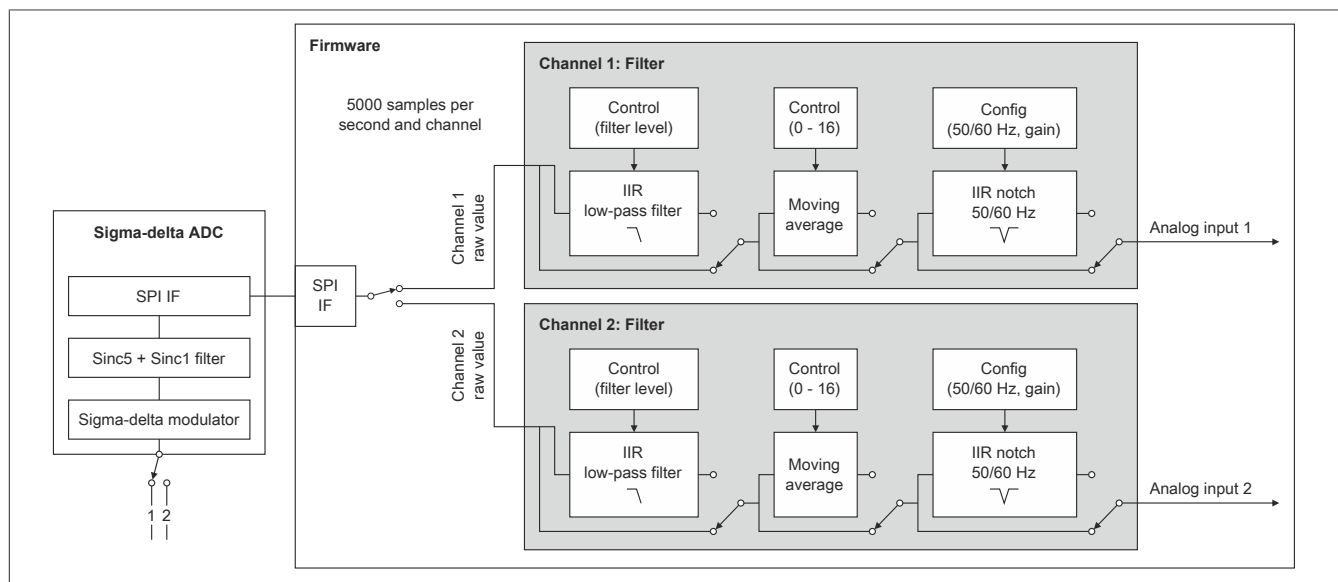 Firmware
Channel 1: Filter
5000 samples per
second and channel
Control
(filter level)
Control
(0 - 16)
Config
(50/60 Hz, gain)
Channel 1
raw value
IIR
low-pass filter
Moving
average
IIR notch
50/60 Hz
Analog input 1
Sigma-delta ADC
SPI IF
Sinc5 + Sinc1 filter
Sigma-delta modulator
1 2
SPI
IF
Channel 2: Filter
Channel 2
raw value
Control
(filter level)
Control
(0 - 16)
Config
(50/60 Hz, gain)
IIR
low-pass filter
Moving
average
IIR notch
50/60 Hz
Analog input 2